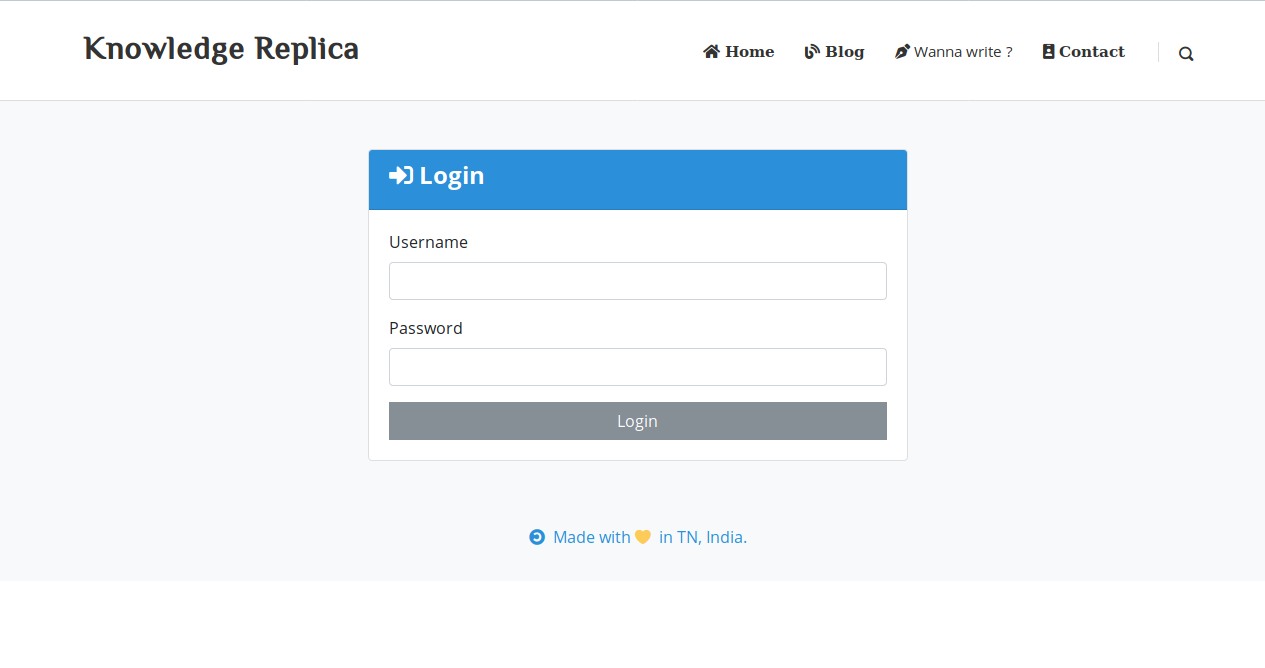 Knowledge Replica
Home Blog Wanna write ? Contact
Login
Username
Password
Login
Made with 💛 in TN, India.